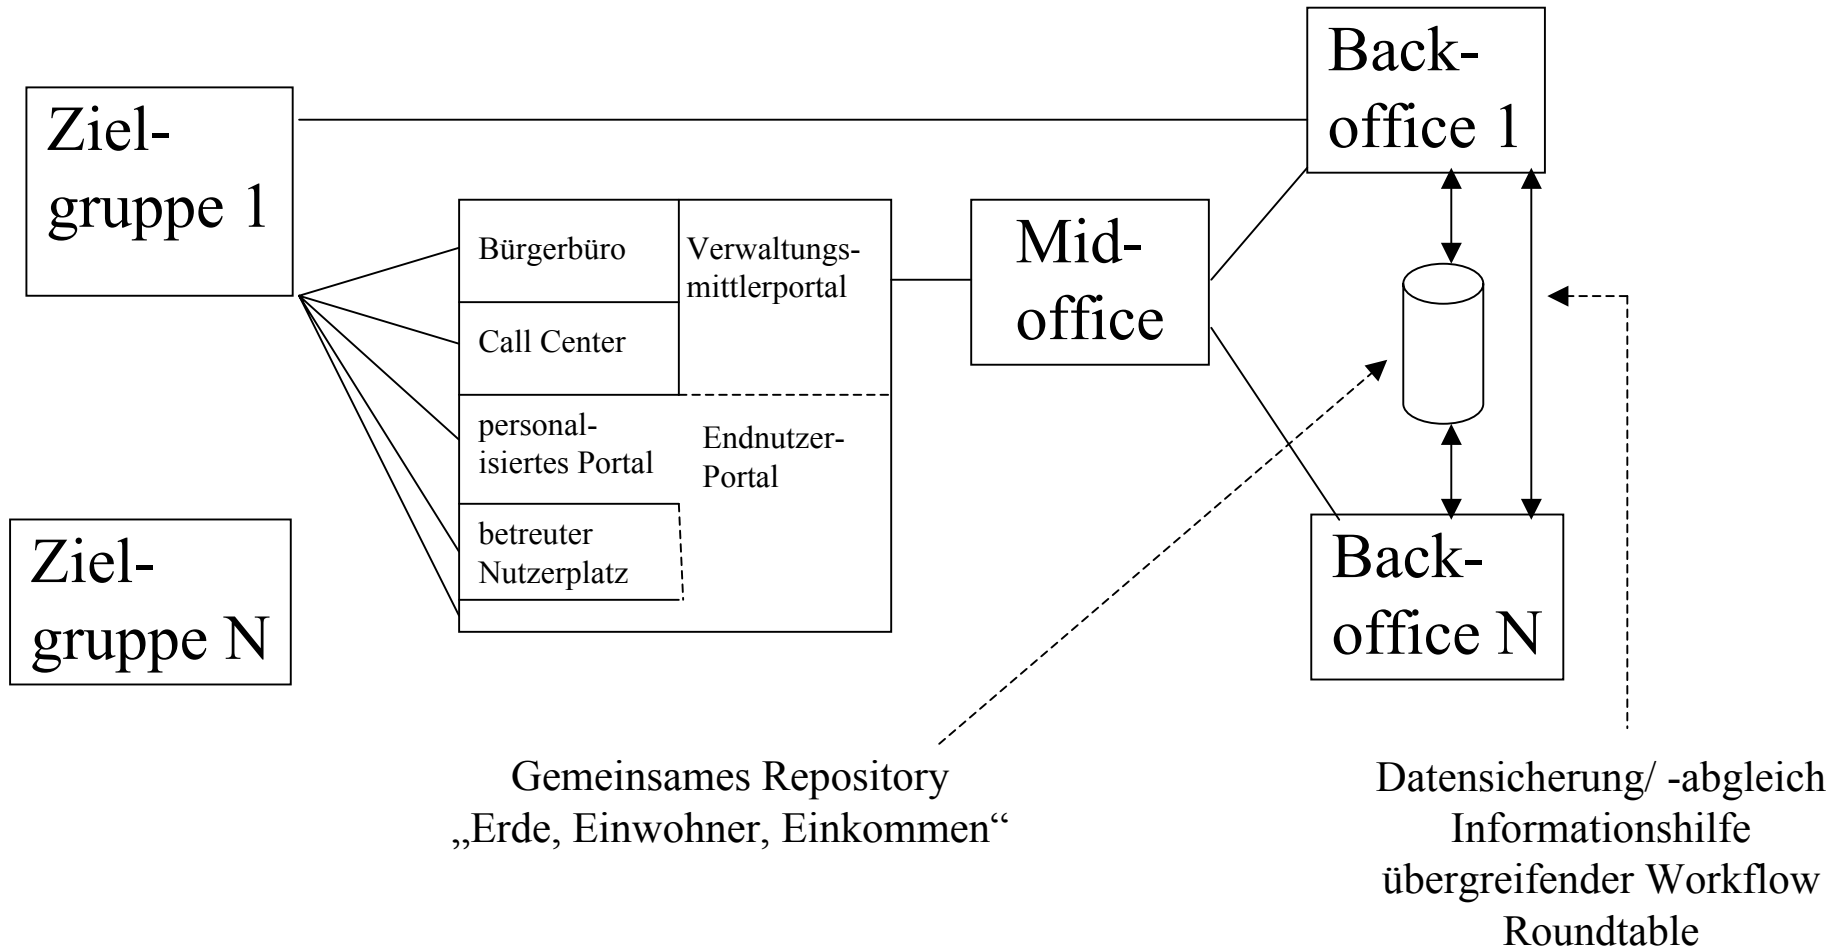 Back-
office 1
Ziel-
gruppe 1
Bürgerbüro
Verwaltungs-
mittlerportal
Mid-
office
Call Center
personal-
isiertes Portal
Endnutzer-
Portal
betreuter
Nutzerplatz
Ziel-
gruppe N
Back-
office N
Gemeinsames Repository
„Erde, Einwohner, Einkommen“
Datensicherung/ -abgleich
Informationshilfe
übergreifender Workflow
Roundtable